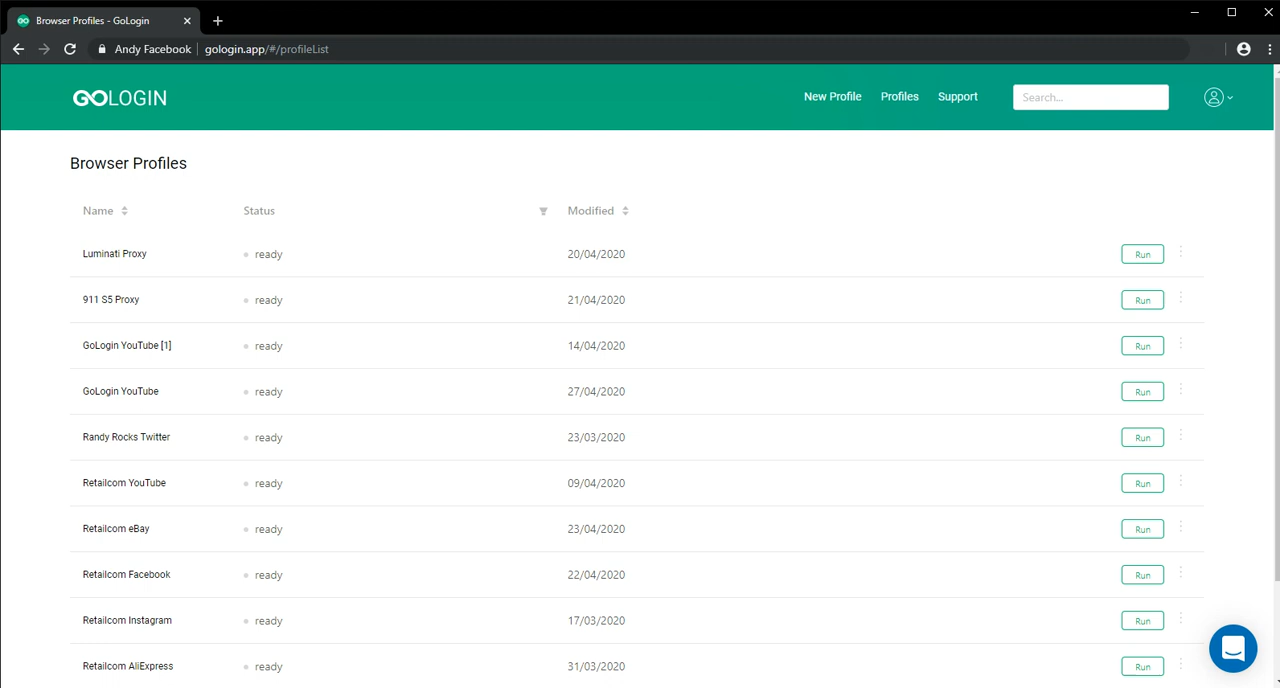 Browser Profiles - GoLogin
Andy Facebook gologin.app/#/profileList
GOLOGIN New Profile Profiles Support Search...
Browser Profiles
Name Status Modified
Luminati Proxy ready 20/04/2020 Run
911 S5 Proxy ready 21/04/2020 Run
GoLogin YouTube [1] ready 14/04/2020 Run
GoLogin YouTube ready 27/04/2020 Run
Randy Rocks Twitter ready 23/03/2020 Run
Retailcom YouTube ready 09/04/2020 Run
Retailcom eBay ready 23/04/2020 Run
Retailcom Facebook ready 22/04/2020 Run
Retailcom Instagram ready 17/03/2020 Run
Retailcom AliExpress ready 31/03/2020 Run